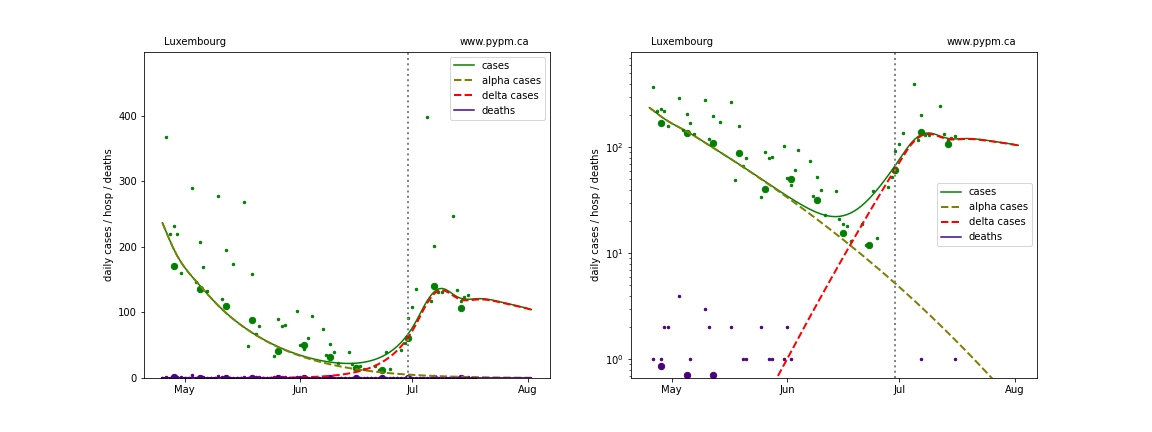 Luxembourg www.pypm.ca
cases
alpha cases
delta cases
deaths
daily cases / hosp / deaths
400
300
200
100
0
May Jun Jul Aug
Luxembourg www.pypm.ca
cases
alpha cases
delta cases
deaths
daily cases / hosp / deaths
10²
10¹
10⁰
May Jun Jul Aug